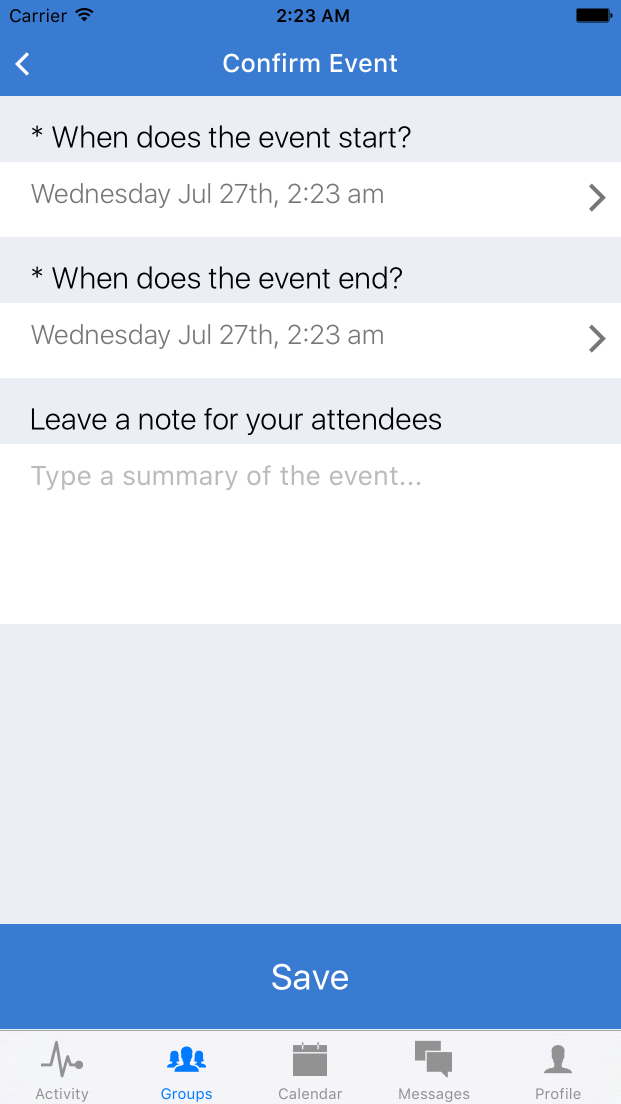 Carrier 2:23 AM
Confirm Event
* When does the event start?
Wednesday Jul 27th, 2:23 am
* When does the event end?
Wednesday Jul 27th, 2:23 am
Leave a note for your attendees
Type a summary of the event...
Save
Activity Groups Calendar Messages Profile